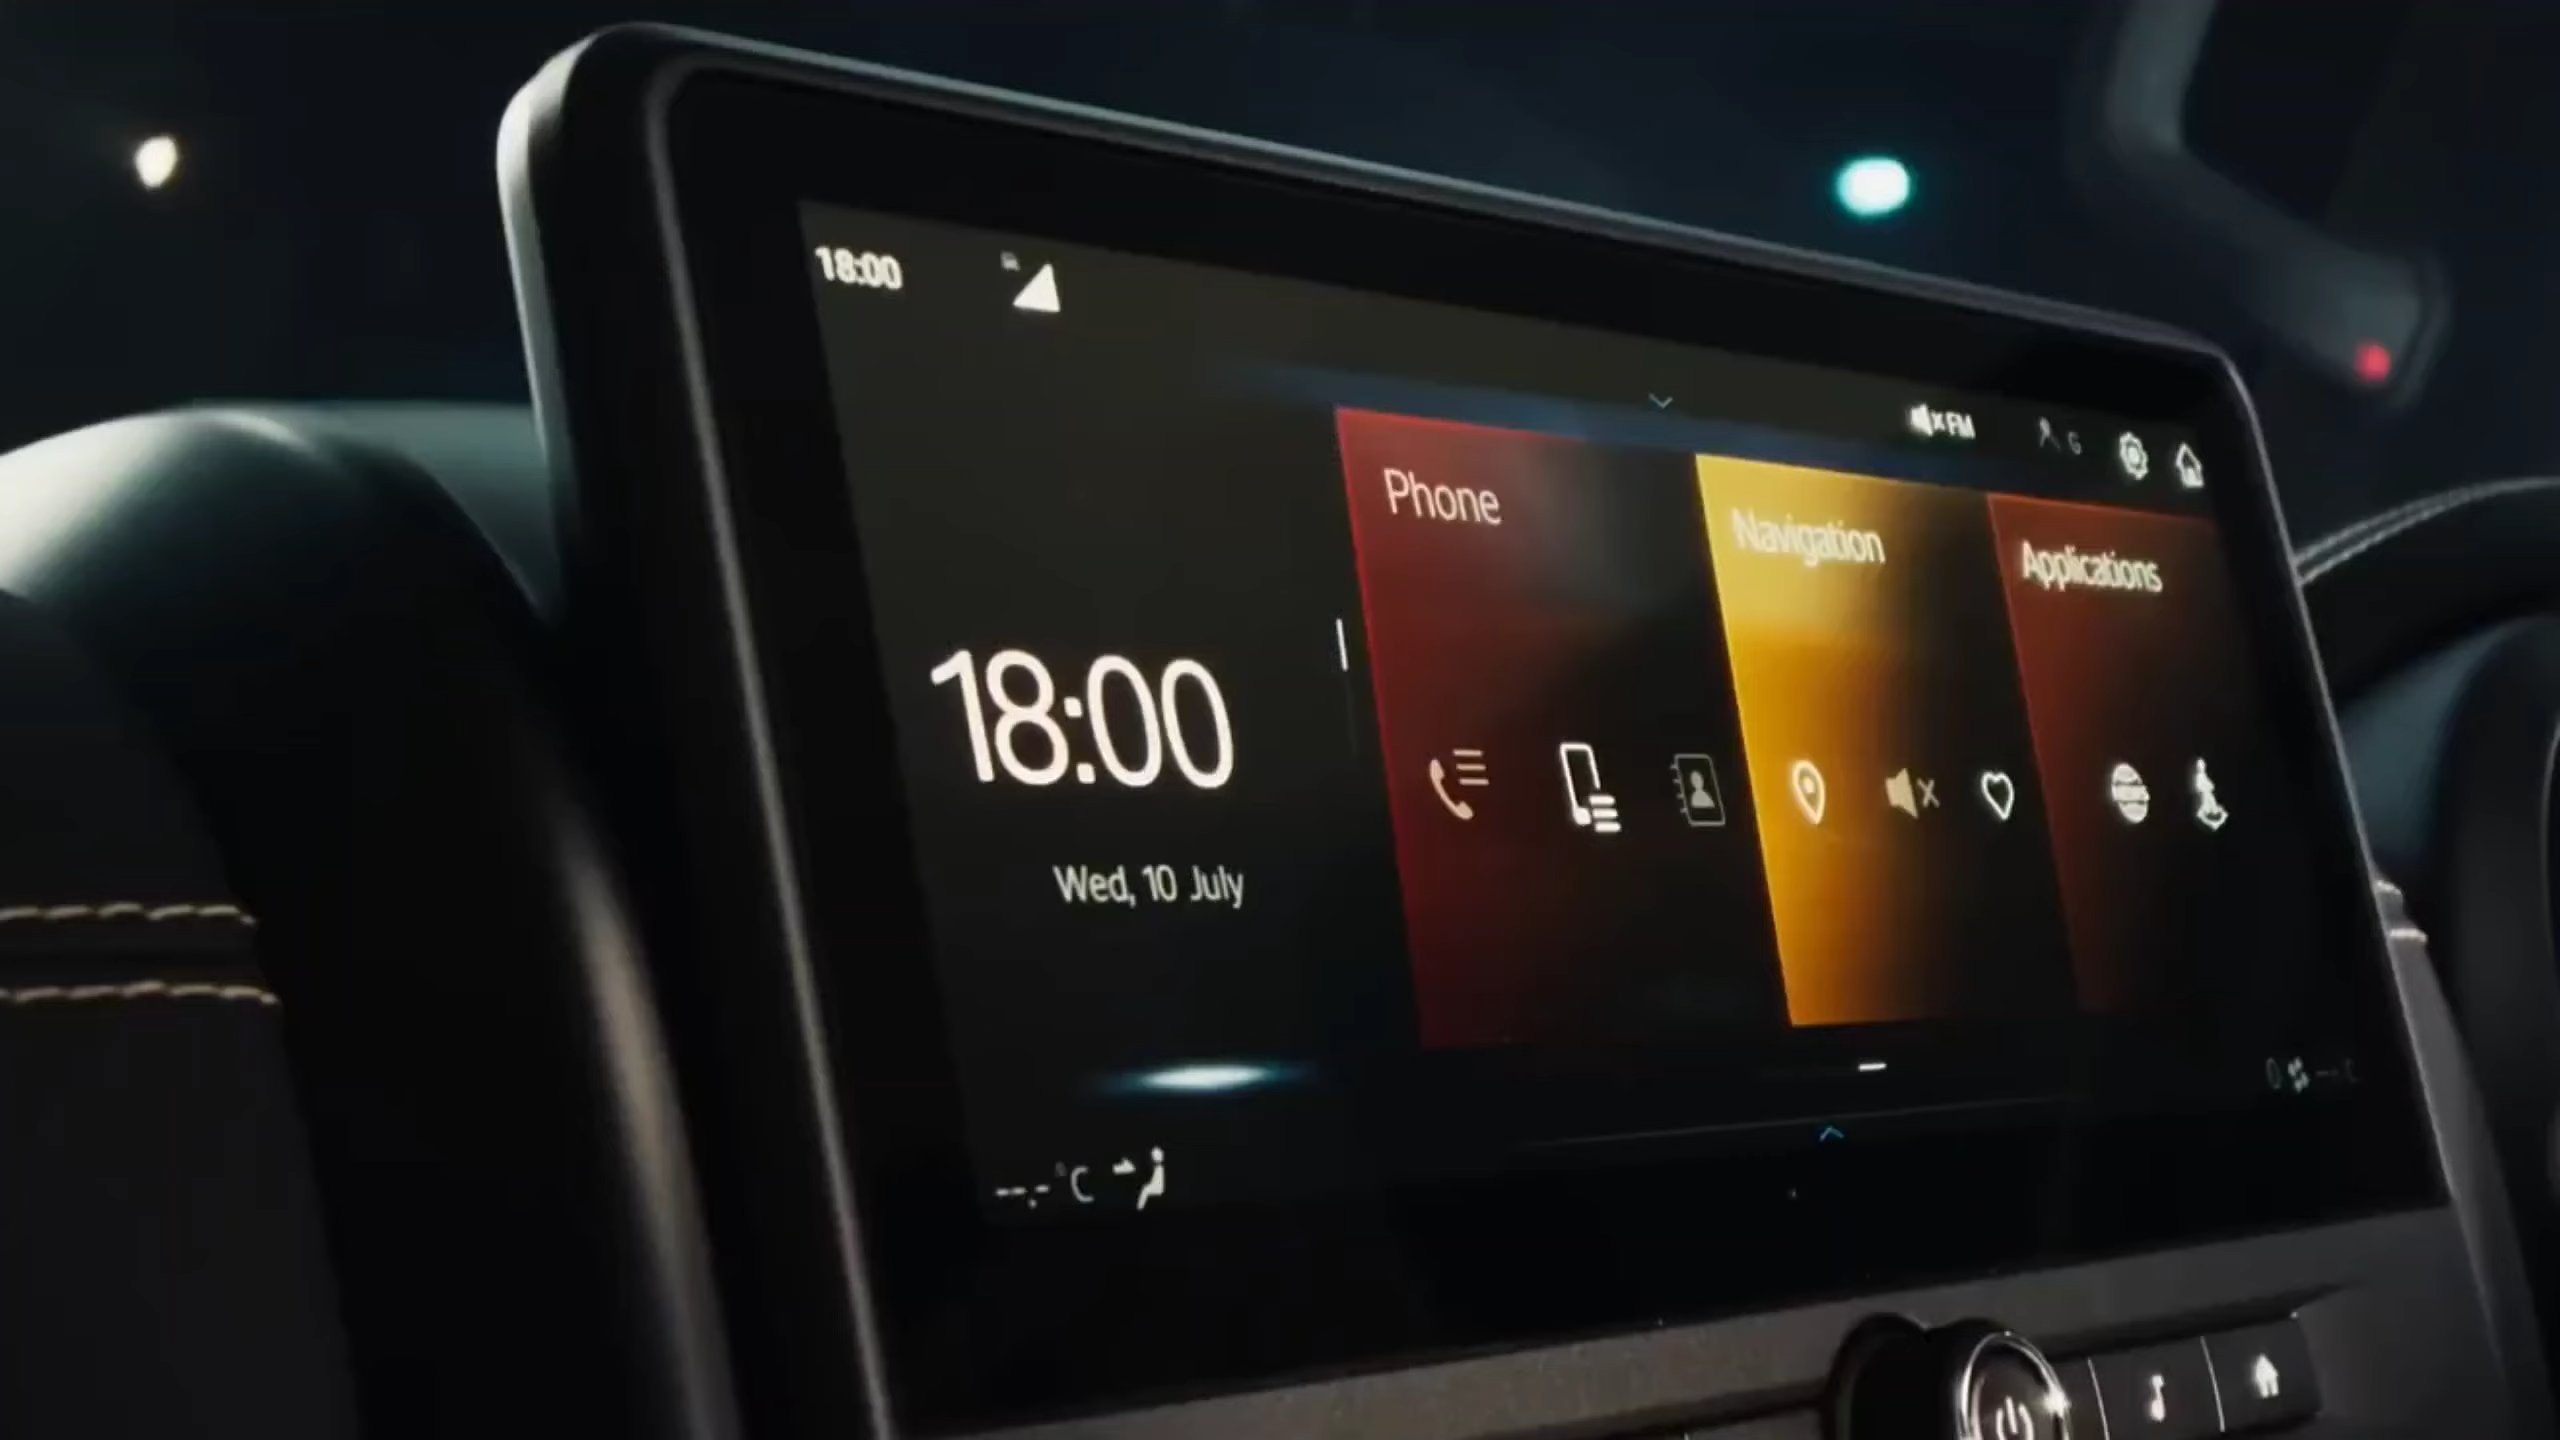 18:00
FM
G
Phone
Navigation
Applications
18:00
Wed, 10 July
--.- °C